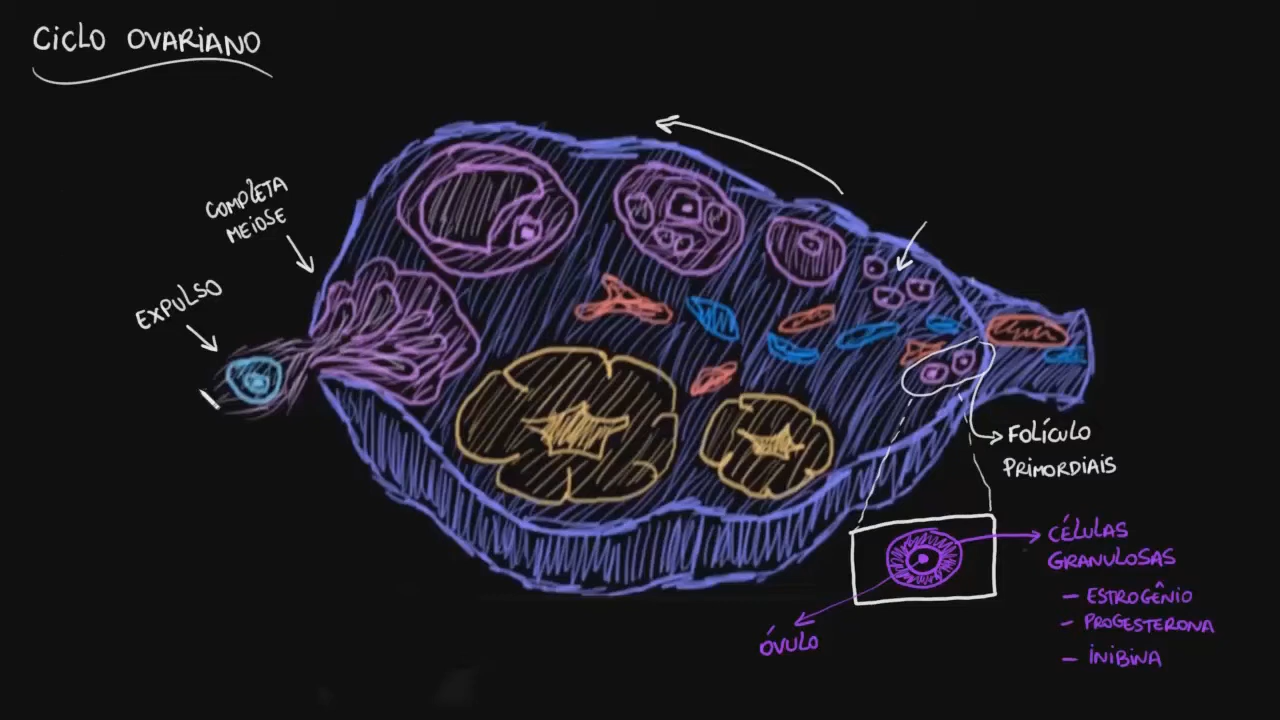 CICLO OVARIANO
COMPLETA
MEIOSE
EXPULSO
FOLÍCULO
PRIMORDIAIS
CÉLULAS
GRANULOSAS
– ESTROGÊNIO
– PROGESTERONA
– INIBINA
ÓVULO